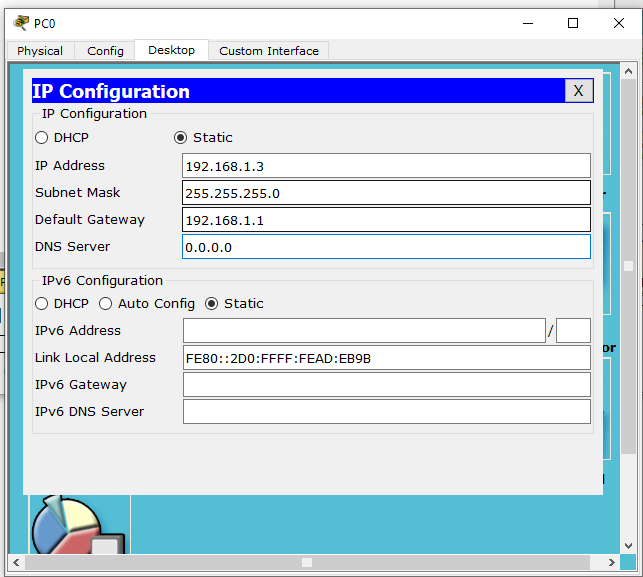 PC0
Physical Config Desktop Custom Interface
IP Configuration X
IP Configuration
DHCP Static
IP Address 192.168.1.3
Subnet Mask 255.255.255.0
Default Gateway 192.168.1.1
DNS Server 0.0.0.0
IPv6 Configuration
DHCP Auto Config Static
IPv6 Address /
Link Local Address FE80::2D0:FFFF:FEAD:EB9B
IPv6 Gateway
IPv6 DNS Server
or